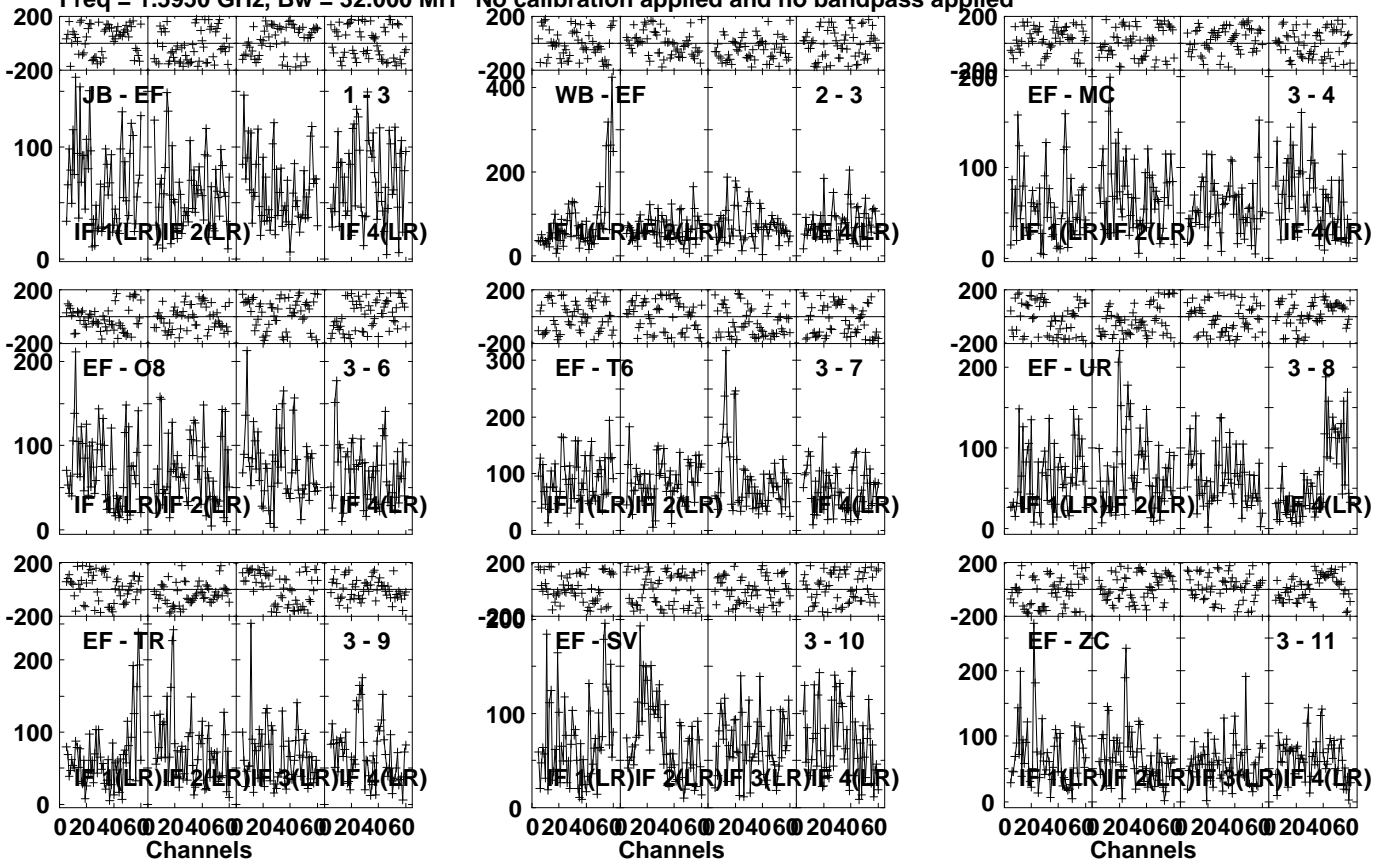 Freq = 1.5950 GHz, Bw = 32.000 MH No calibration applied and no bandpass applied
200
-200
JB - EF 1 - 3
100
0
IF 1(LR) IF 2(LR) IF 4(LR)
200
-200
WB - EF 2 - 3
400
200
0
IF 1(LR) IF 2(LR) IF 4(LR)
200
-200
200
EF - MC 3 - 4
100
0
IF 1(LR) IF 2(LR) IF 4(LR)
200
-200
200
EF - O8 3 - 6
100
0
IF 1(LR) IF 2(LR) IF 4(LR)
200
-200
300
EF - T6 3 - 7
200
100
0
IF 1(LR) IF 2(LR) IF 4(LR)
200
-200
200
EF - UR 3 - 8
100
0
IF 1(LR) IF 2(LR) IF 4(LR)
200
-200
EF - TR 3 - 9
200
100
0
IF 1(LR) IF 2(LR) IF 3(LR) IF 4(LR)
0 20 40 60 0 20 40 60 0 20 40 60 0 20 40 60
Channels
200
-200
200
EF - SV 3 - 10
100
0
IF 1(LR) IF 2(LR) IF 3(LR) IF 4(LR)
0 20 40 60 0 20 40 60 0 20 40 60 0 20 40 60
Channels
200
-200
EF - ZC 3 - 11
200
100
0
IF 1(LR) IF 2(LR) IF 3(LR) IF 4(LR)
0 20 40 60 0 20 40 60 0 20 40 60 0 20 40 60
Channels